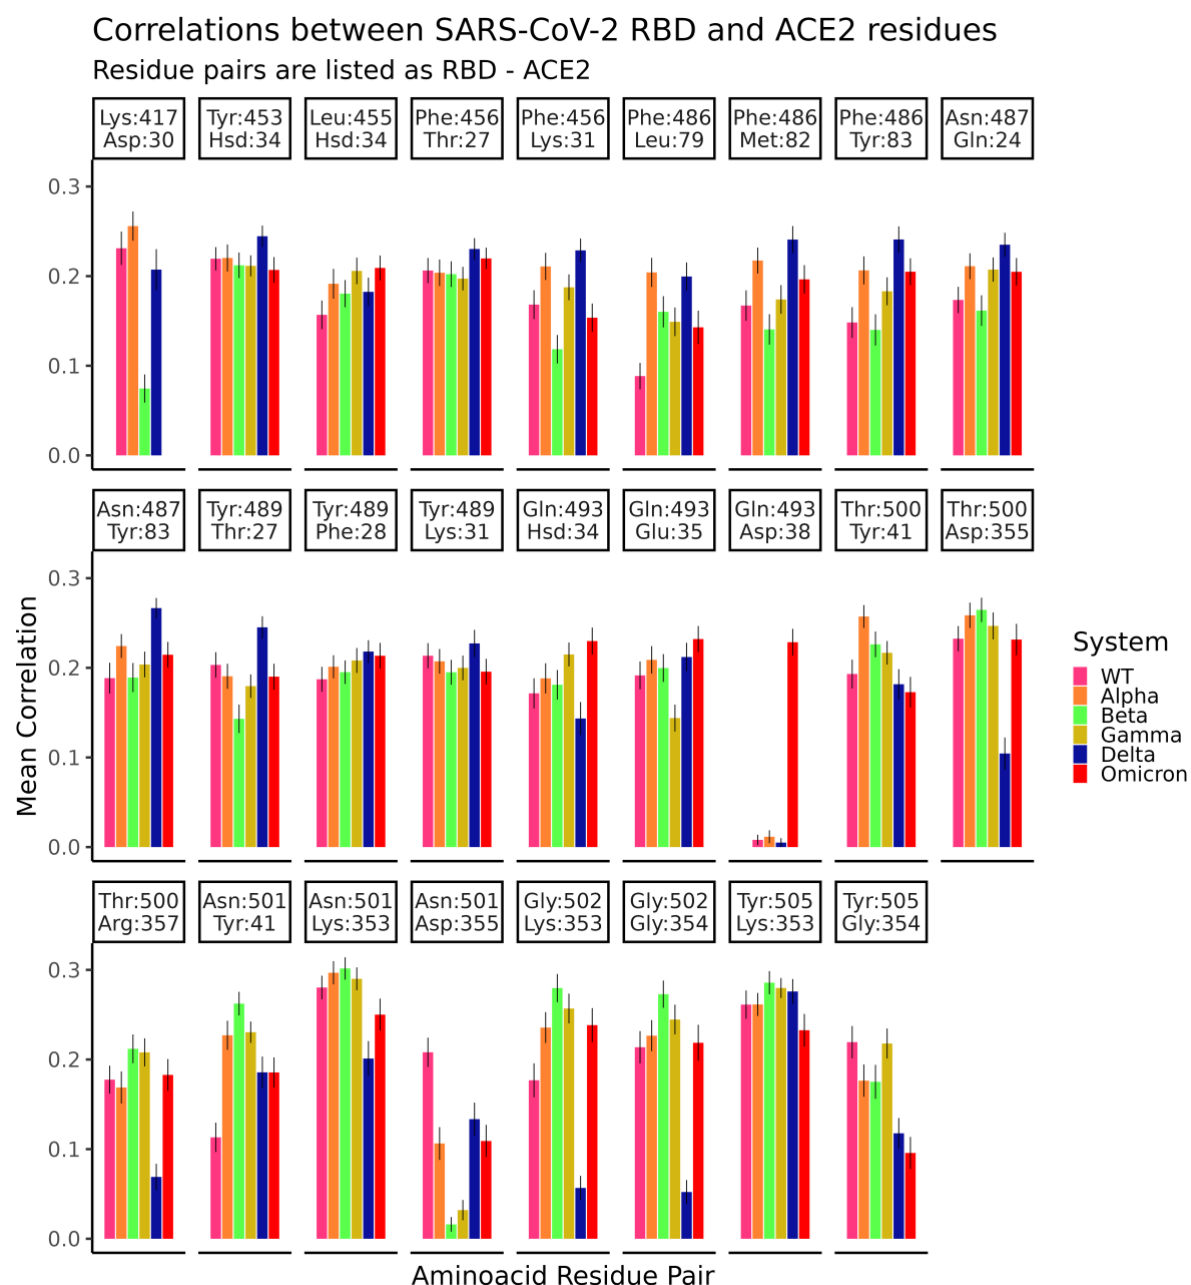 Correlations between SARS-CoV-2 RBD and ACE2 residues
Residue pairs are listed as RBD - ACE2
Lys:417 Tyr:453 Leu:455 Phe:456 Phe:456 Phe:486 Phe:486 Phe:486 Asn:487
Asp:30 Hsd:34 Hsd:34 Thr:27 Lys:31 Leu:79 Met:82 Tyr:83 Gln:24
0.3
0.2
0.1
0.0
Asn:487 Tyr:489 Tyr:489 Tyr:489 Gln:493 Gln:493 Gln:493 Thr:500 Thr:500
Tyr:83 Thr:27 Phe:28 Lys:31 Hsd:34 Glu:35 Asp:38 Tyr:41 Asp:355
0.3
0.2
0.1
0.0
Mean Correlation
System
WT
Alpha
Beta
Gamma
Delta
Omicron
Thr:500 Asn:501 Asn:501 Asn:501 Gly:502 Gly:502 Tyr:505 Tyr:505
Arg:357 Tyr:41 Lys:353 Asp:355 Lys:353 Gly:354 Lys:353 Gly:354
0.3
0.2
0.1
0.0
Aminoacid Residue Pair